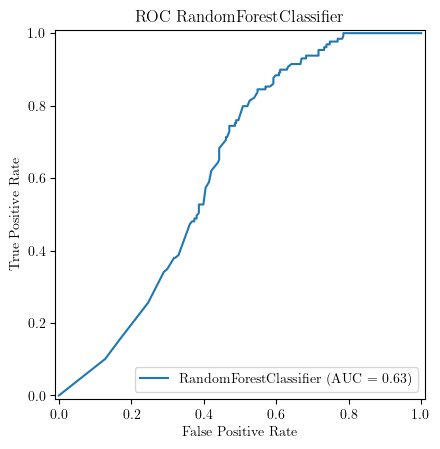 ROC RandomForestClassifier
1.0
0.8
0.6
0.4
0.2
0.0
True Positive Rate
RandomForestClassifier (AUC = 0.63)
0.0 0.2 0.4 0.6 0.8 1.0
False Positive Rate